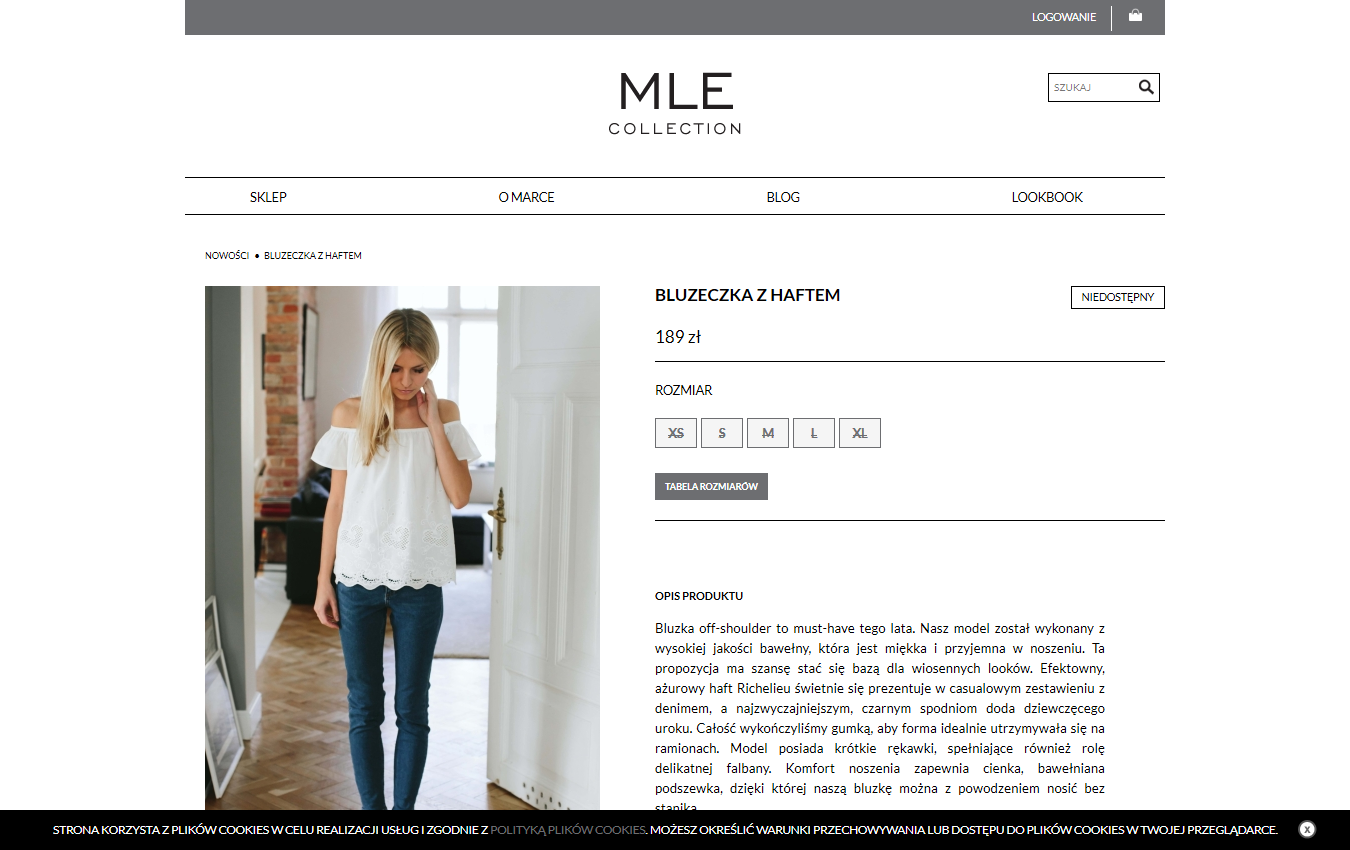 LOGOWANIE
MLE
COLLECTION
SZUKAJ
SKLEP
O MARCE
BLOG
LOOKBOOK
NOWOŚCI • BLUZECZKA Z HAFTEM
BLUZECZKA Z HAFTEM
NIEDOSTĘPNY
189 zł
ROZMIAR
XS S M L XL
TABELA ROZMIARÓW
OPIS PRODUKTU
Bluzka off-shoulder to must-have tego lata. Nasz model został wykonany z
wysokiej jakości bawełny, która jest miękka i przyjemna w noszeniu. Ta
propozycja ma szansę stać się bazą dla wiosennych looków. Efektowny,
ażurowy haft Richelieu świetnie się prezentuje w casualowym zestawieniu z
denimem, a najzwyczajniejszym, czarnym spodniom doda dziewczęcego
uroku. Całość wykończyliśmy gumką, aby forma idealnie utrzymywała się na
ramionach. Model posiada krótkie rękawki, spełniające również rolę
delikatnej falbany. Komfort noszenia zapewnia cienka, bawełniana
podszewka, dzięki której naszą bluzkę można z powodzeniem nosić bez
stanika.
STRONA KORZYSTA Z PLIKÓW COOKIES W CELU REALIZACJI USŁUG I ZGODNIE Z POLITYKĄ PLIKÓW COOKIES. MOŻESZ OKREŚLIĆ WARUNKI PRZECHOWYWANIA LUB DOSTĘPU DO PLIKÓW COOKIES W TWOJEJ PRZEGLĄDARCE.